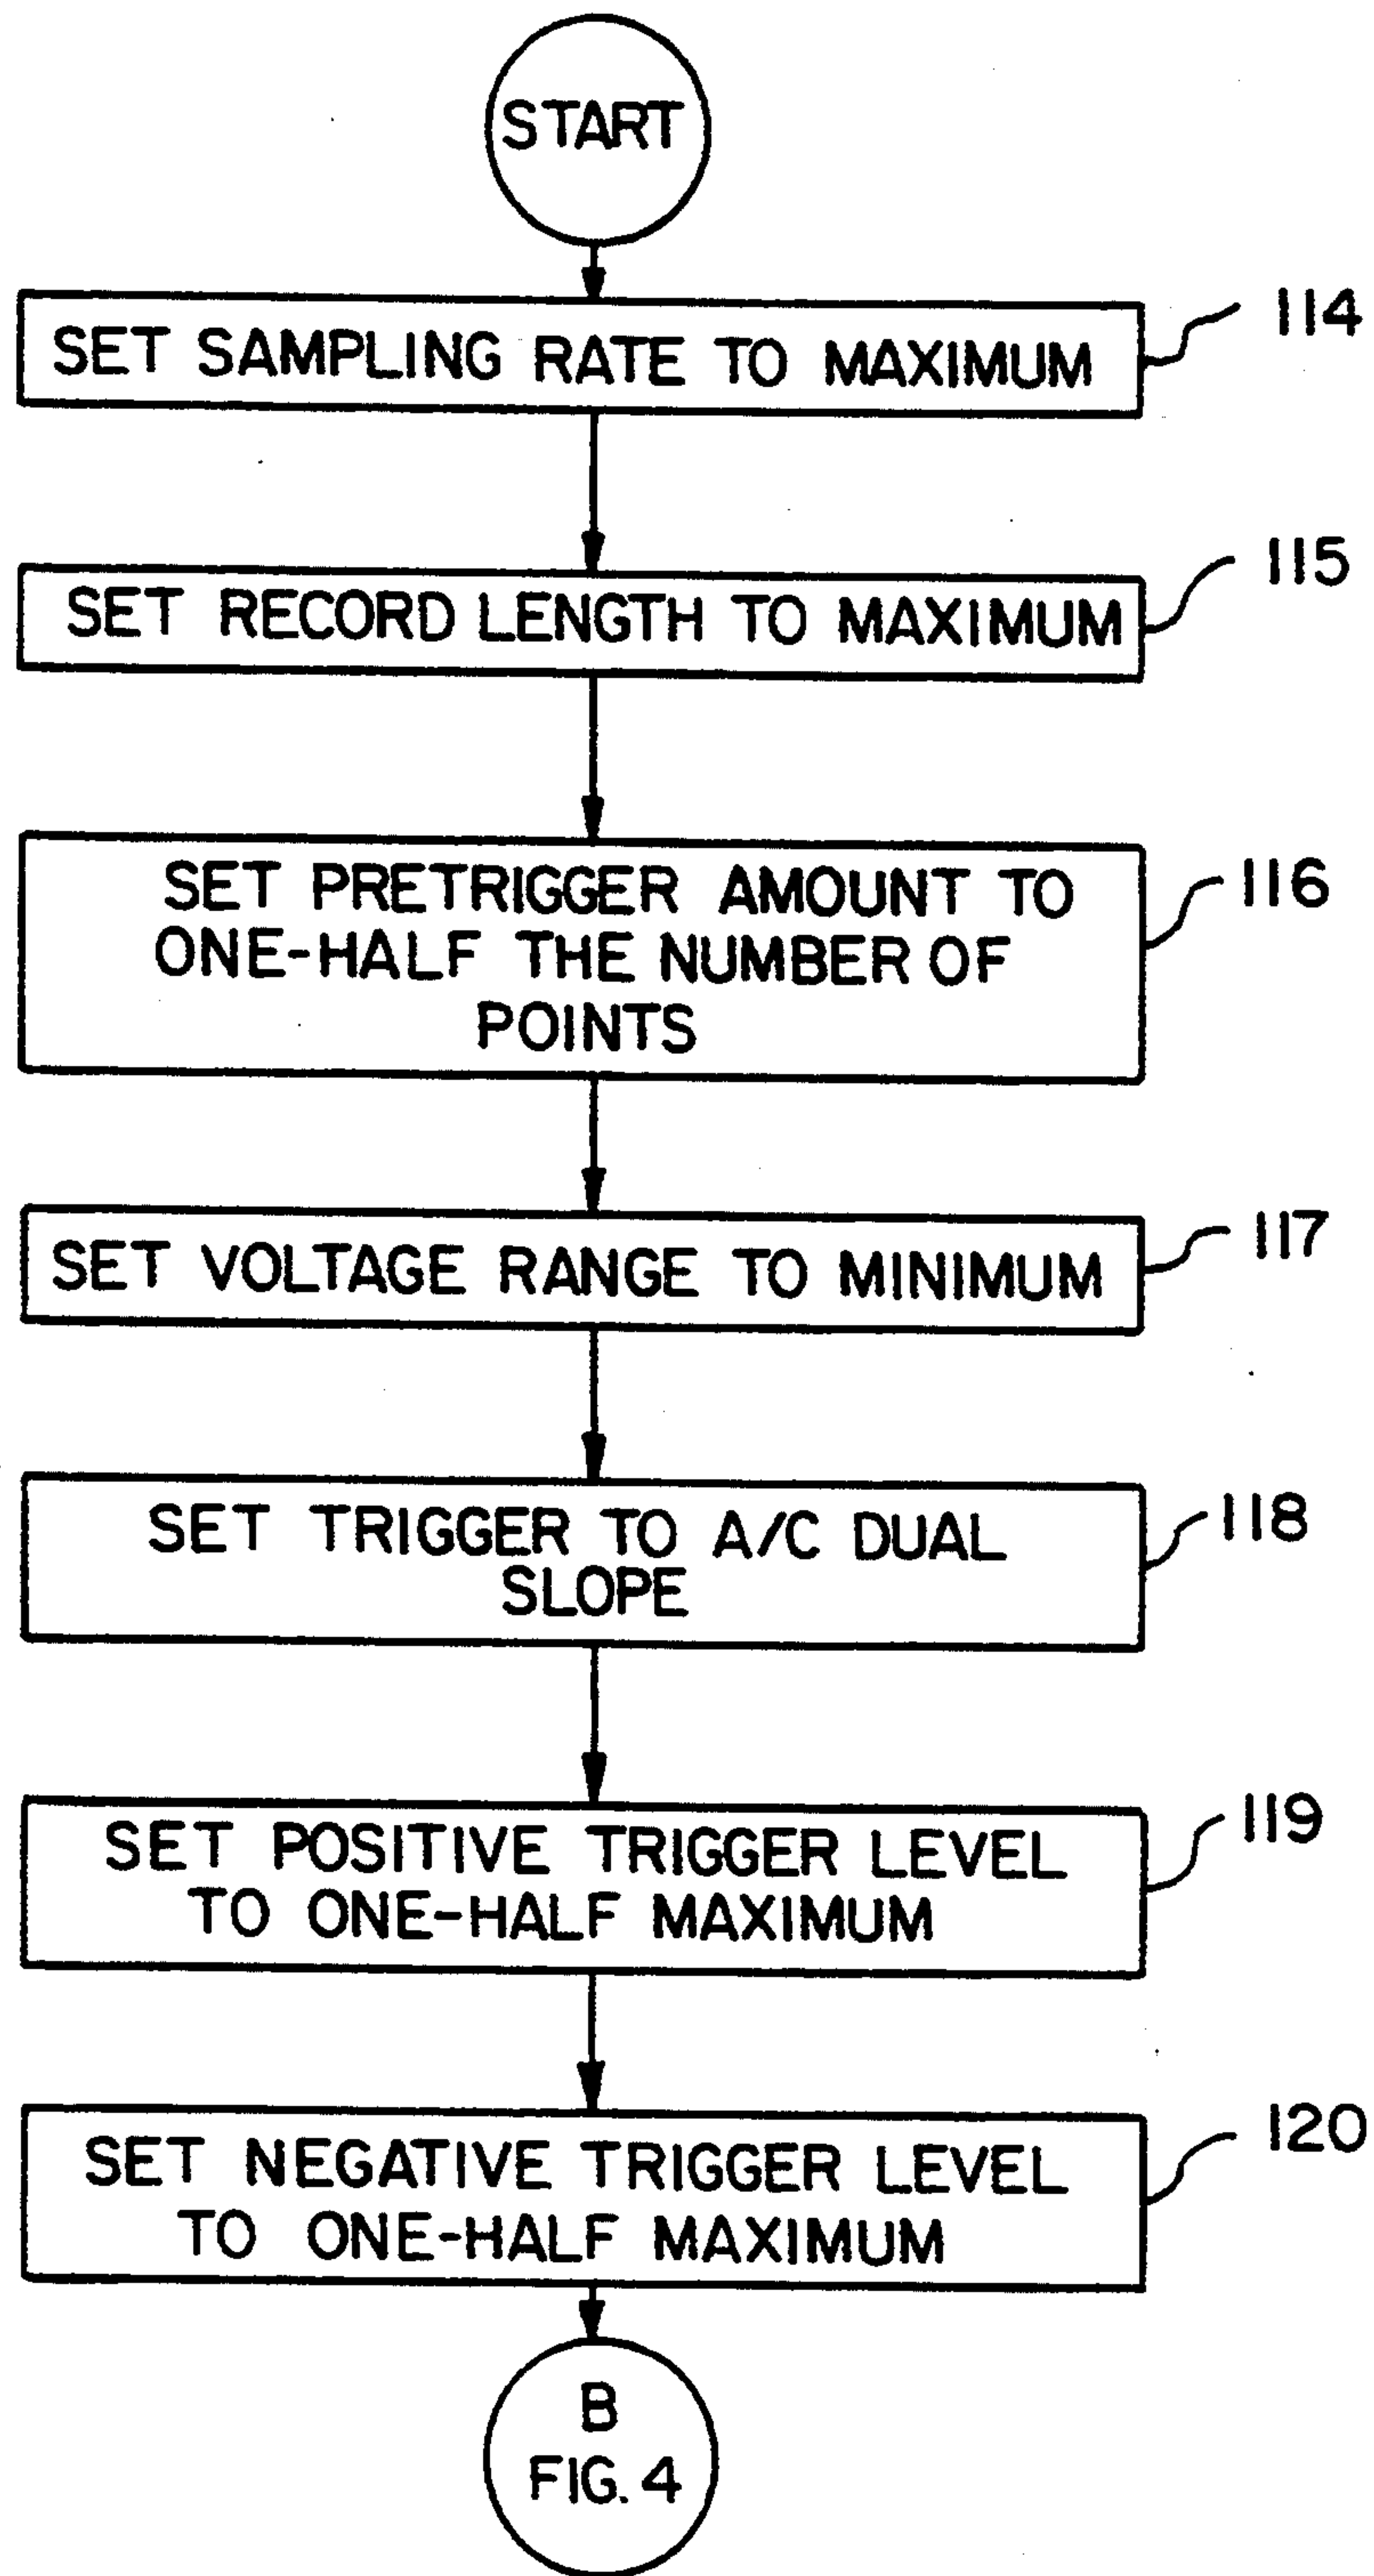 START
SET SAMPLING RATE TO MAXIMUM
114
SET RECORD LENGTH TO MAXIMUM
115
SET PRETRIGGER AMOUNT TO
ONE-HALF THE NUMBER OF
POINTS
116
SET VOLTAGE RANGE TO MINIMUM
117
SET TRIGGER TO A/C DUAL
SLOPE
118
SET POSITIVE TRIGGER LEVEL
TO ONE-HALF MAXIMUM
119
SET NEGATIVE TRIGGER LEVEL
TO ONE-HALF MAXIMUM
120
B
FIG. 4